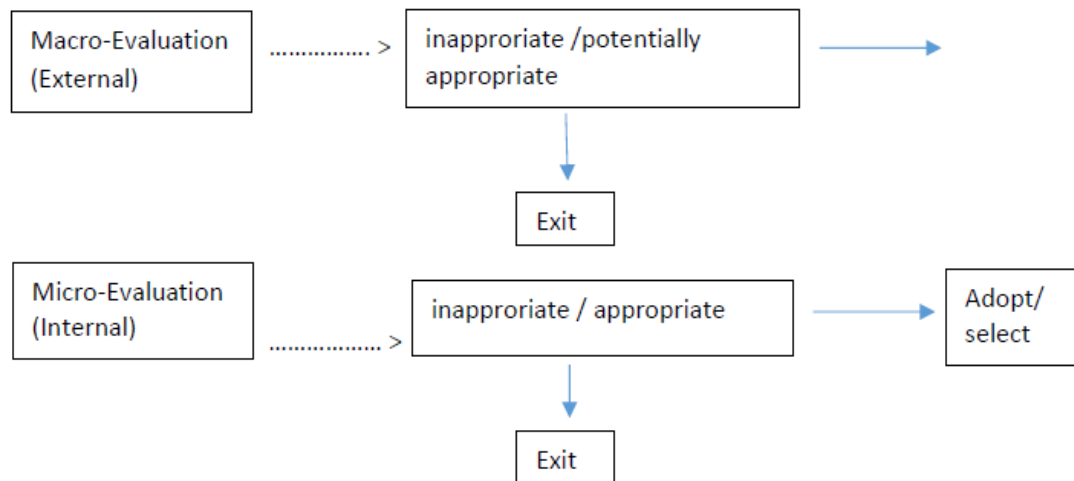 Macro-Evaluation
(External)
................ >
inapproriate /potentially
appropriate
Exit
Micro-Evaluation
(Internal)
.................. >
inapproriate / appropriate
Adopt/
select
Exit